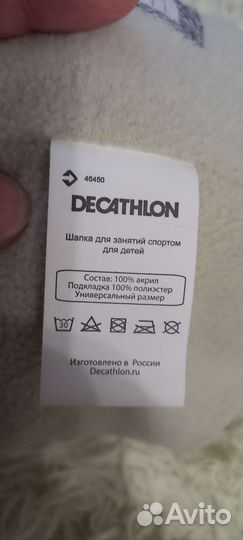 46450
DECATHLON
Шапка для занятий спортом
для детей
Состав: 100% акрил
Подкладка 100% полиэстер
Универсальный размер
30
Изготовлено в России
Decathlon.ru
Avito